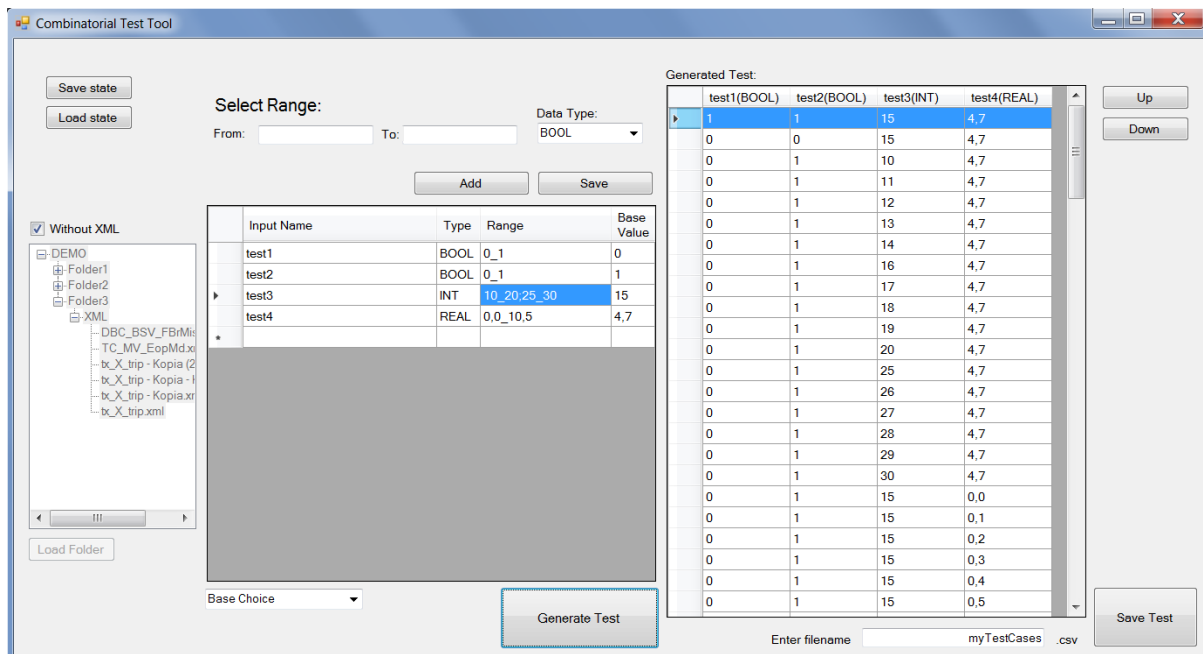 Combinatorial Test Tool
Save state
Load state
Select Range:
From:
To:
Data Type:
BOOL
Add
Save
Without XML
DEMO
Folder1
Folder2
Folder3
XML
DBC_BSV_FBrMis
TC_MV_EopMd.x
tx_X_trip - Kopia (2
tx_X_trip - Kopia -
tx_X_trip - Kopia.xr
tx_X_trip.xml
Load Folder
Input Name Type Range Base Value
test1 BOOL 0_1 0
test2 BOOL 0_1 1
test3 INT 10_20;25_30 15
test4 REAL 0,0_10,5 4,7
*
Base Choice
Generate Test
Generated Test:
test1(BOOL) test2(BOOL) test3(INT) test4(REAL)
1 1 15 4,7
0 0 15 4,7
0 1 10 4,7
0 1 11 4,7
0 1 12 4,7
0 1 13 4,7
0 1 14 4,7
0 1 16 4,7
0 1 17 4,7
0 1 18 4,7
0 1 19 4,7
0 1 20 4,7
0 1 25 4,7
0 1 26 4,7
0 1 27 4,7
0 1 28 4,7
0 1 29 4,7
0 1 30 4,7
0 1 15 0,0
0 1 15 0,1
0 1 15 0,2
0 1 15 0,3
0 1 15 0,4
0 1 15 0,5
Up
Down
Enter filename myTestCases .csv
Save Test